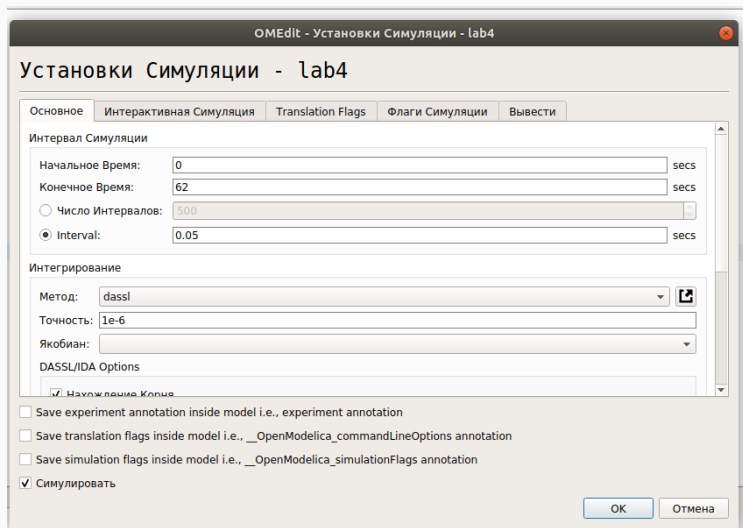 OMEdit - Установки Симуляции - lab4
Установки Симуляции - lab4
Основное Интерактивная Симуляция Translation Flags Флаги Симуляции Вывести
Интервал Симуляции
Начальное Время: 0 secs
Конечное Время: 62 secs
Число Интервалов: 500
Interval: 0.05 secs
Интегрирование
Метод: dassl
Точность: 1e-6
Якобиан:
DASSL/IDA Options
Нахождение Корня
Save experiment annotation inside model i.e., experiment annotation
Save translation flags inside model i.e., __OpenModelica_commandLineOptions annotation
Save simulation flags inside model i.e., __OpenModelica_simulationFlags annotation
Симулировать
OK Отмена